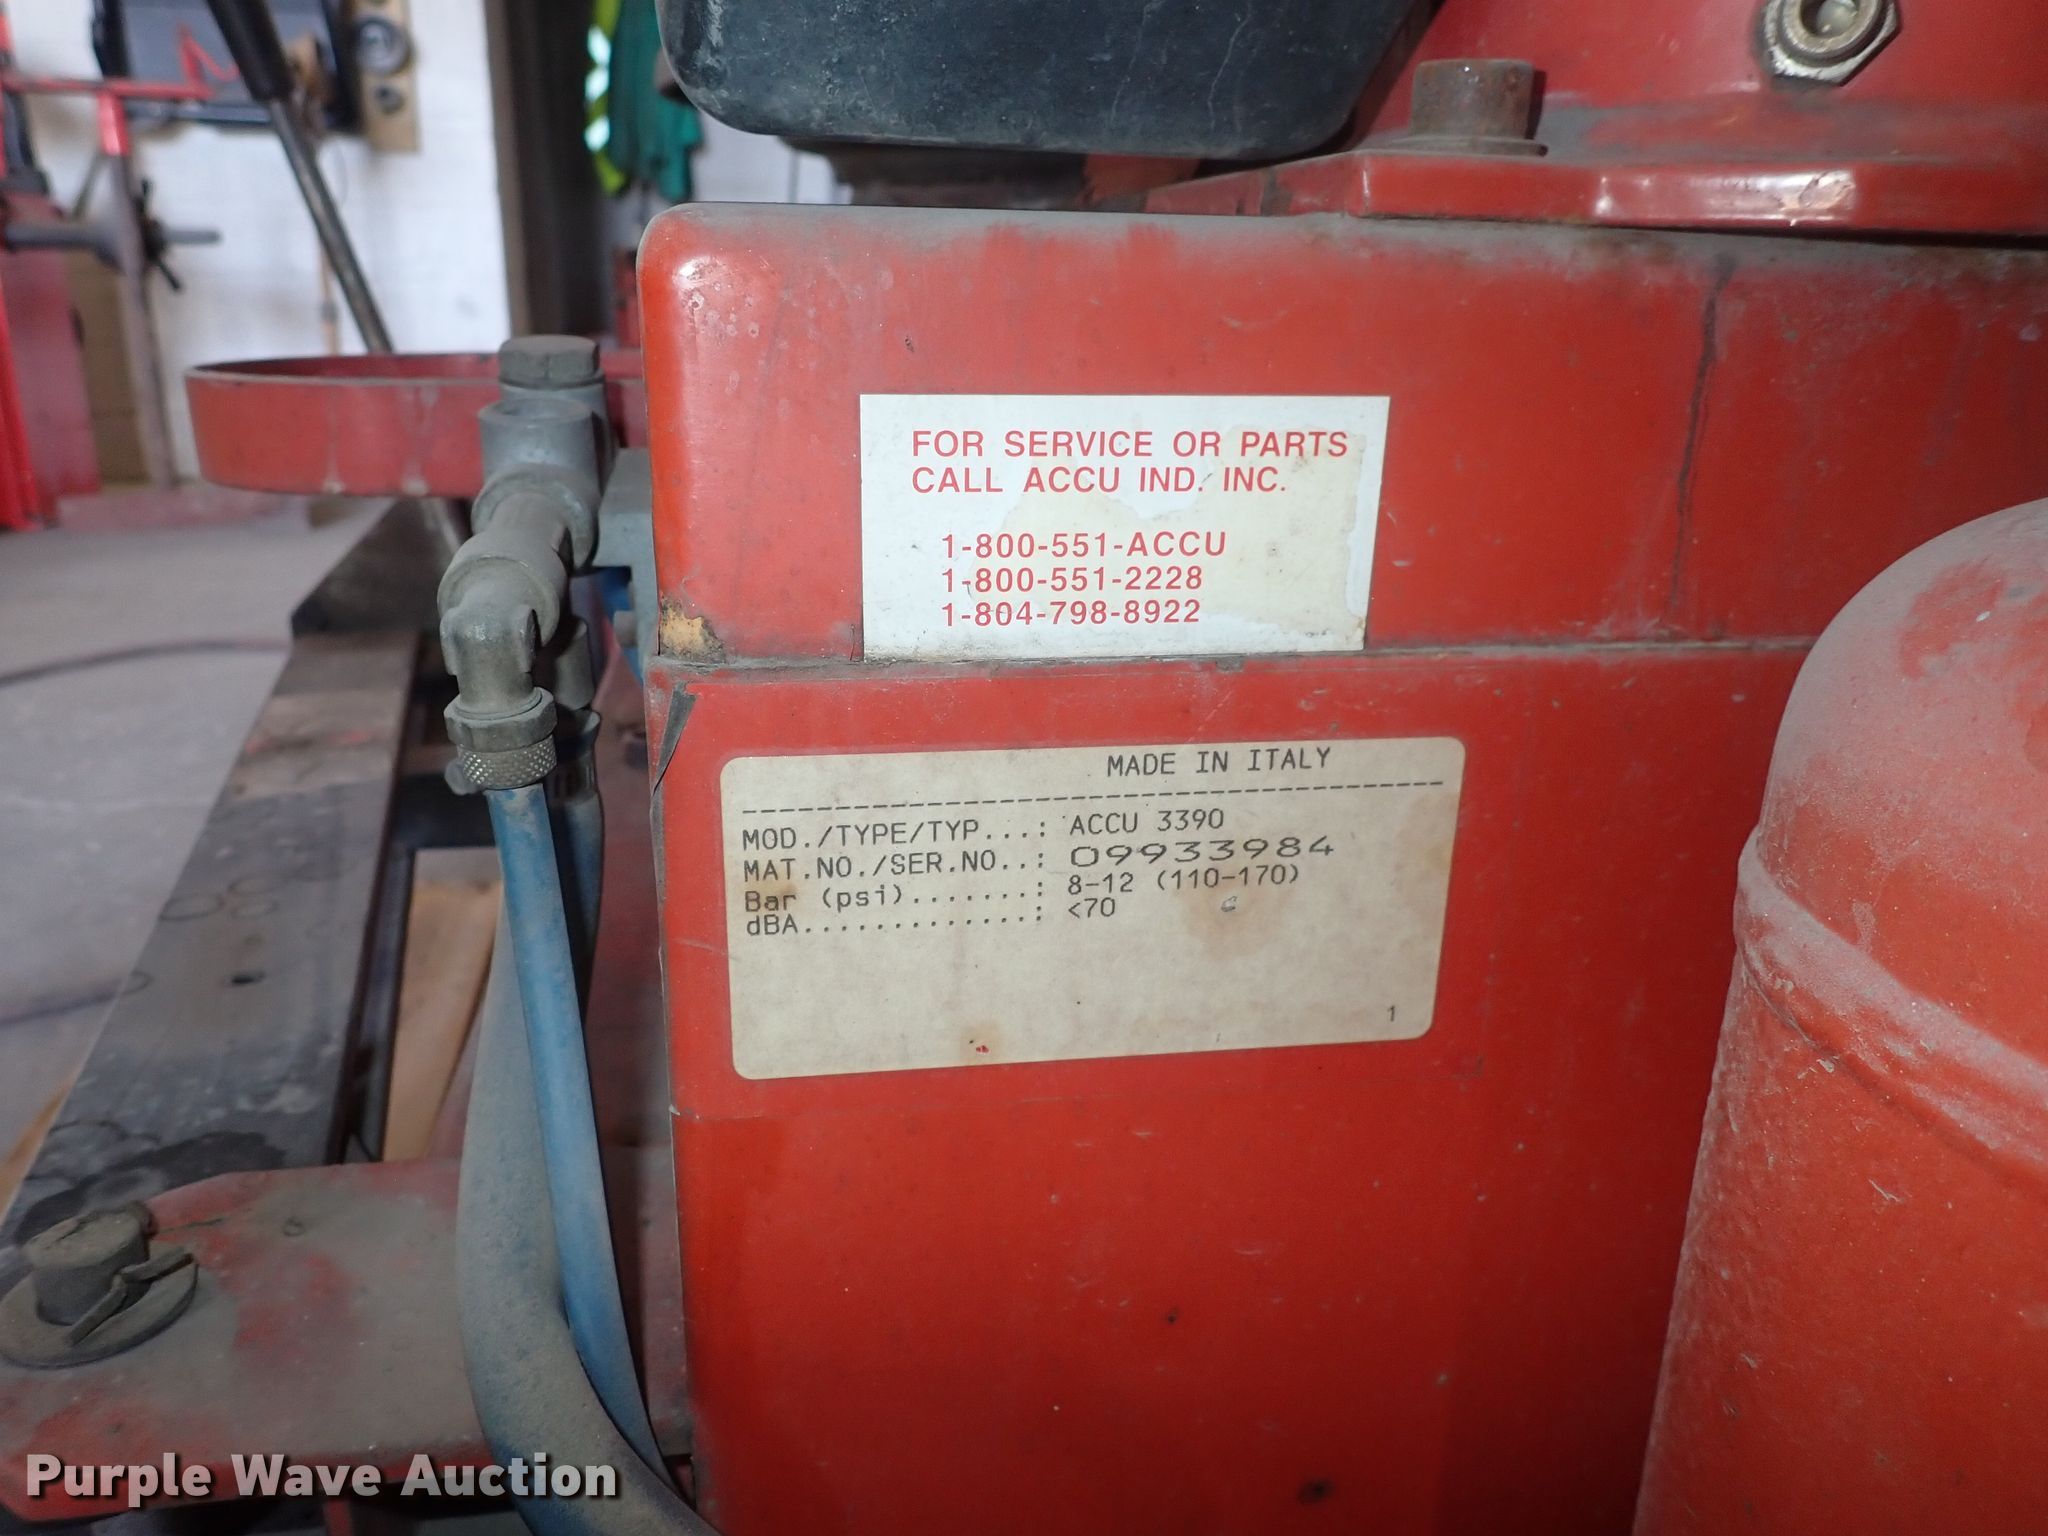 FOR SERVICE OR PARTS
CALL ACCU IND. INC.
1-800-551-ACCU
1-800-551-2228
1-804-798-8922
MADE IN ITALY
--------------------------------------
MOD./TYPE/TYP...: ACCU 3390
MAT.NO./SER.NO..: 09933984
Bar (psi).......: 8-12 (110-170)
dBA.............: <70
1
Purple Wave Auction